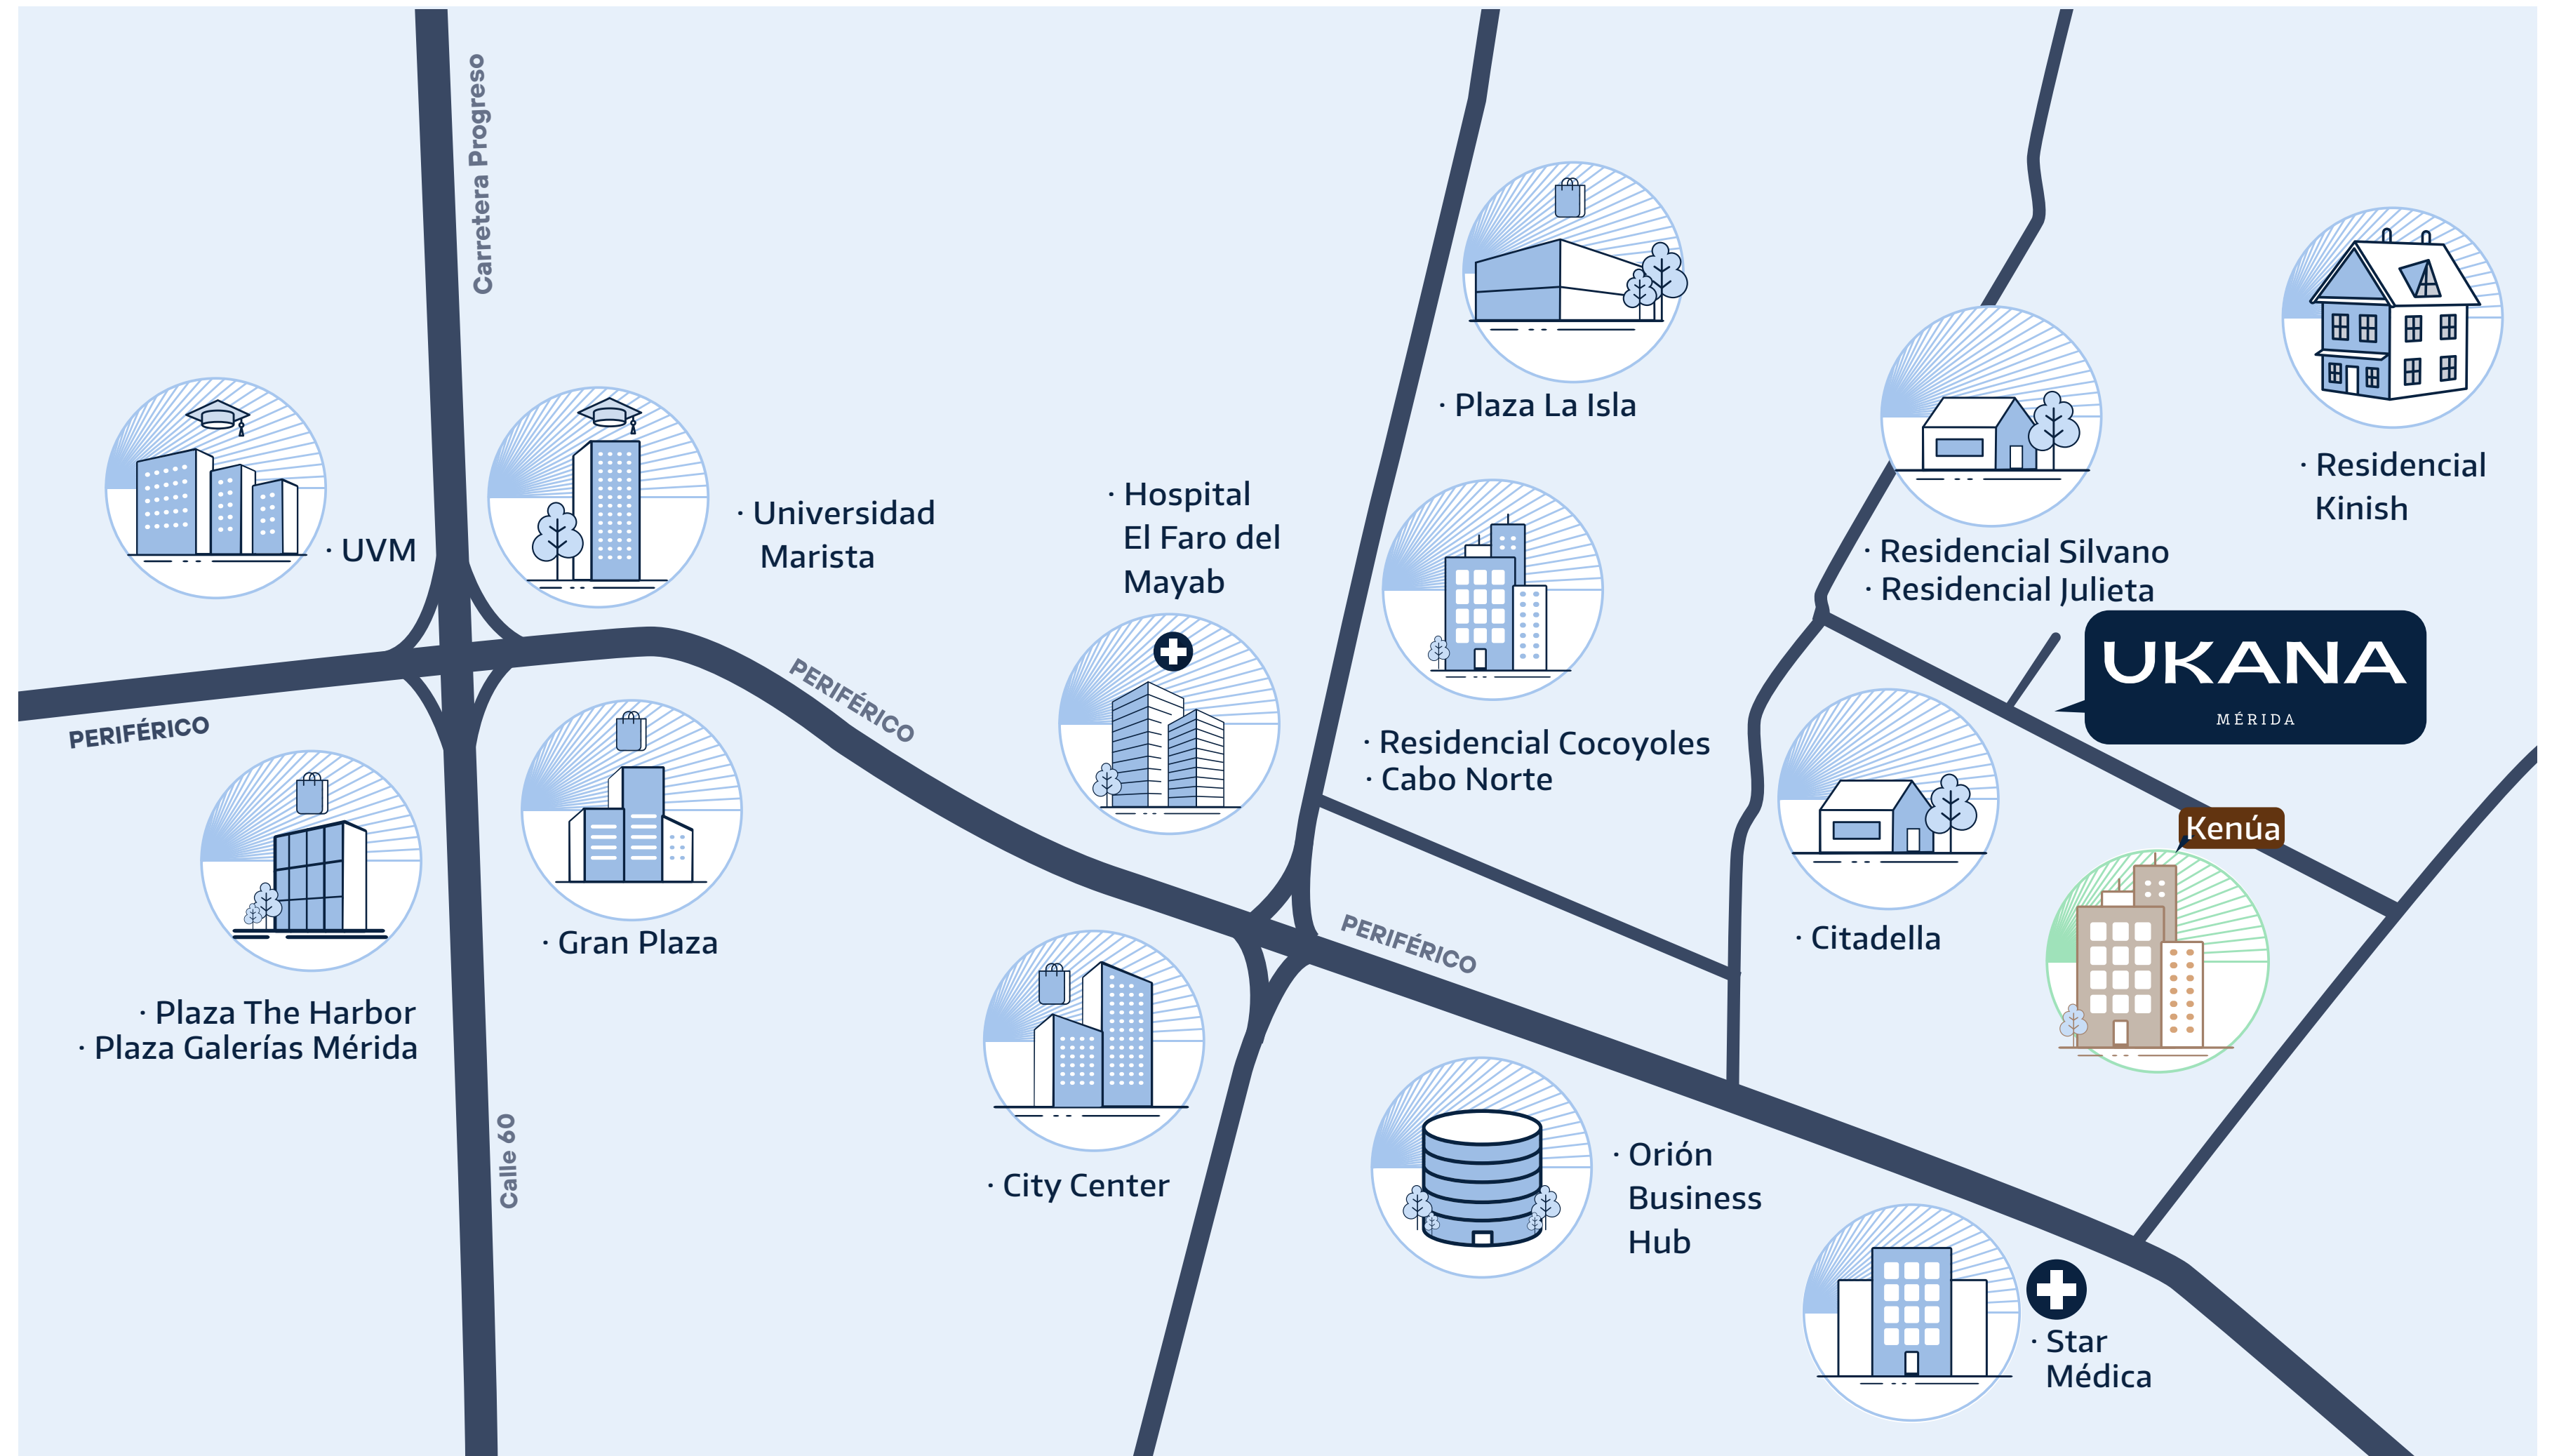 Carretera Progreso
· UVM
· Universidad
Marista
· Hospital
El Faro del
Mayab
· Plaza La Isla
· Residencial
Kinish
· Residencial Silvano
· Residencial Julieta
UKANA
MÉRIDA
PERIFÉRICO
PERIFÉRICO
· Residencial Cocoyoles
· Cabo Norte
Kenúa
· Gran Plaza
PERIFÉRICO
· Citadella
· Plaza The Harbor
· Plaza Galerías Mérida
Calle 60
· City Center
· Orión
Business
Hub
· Star
Médica